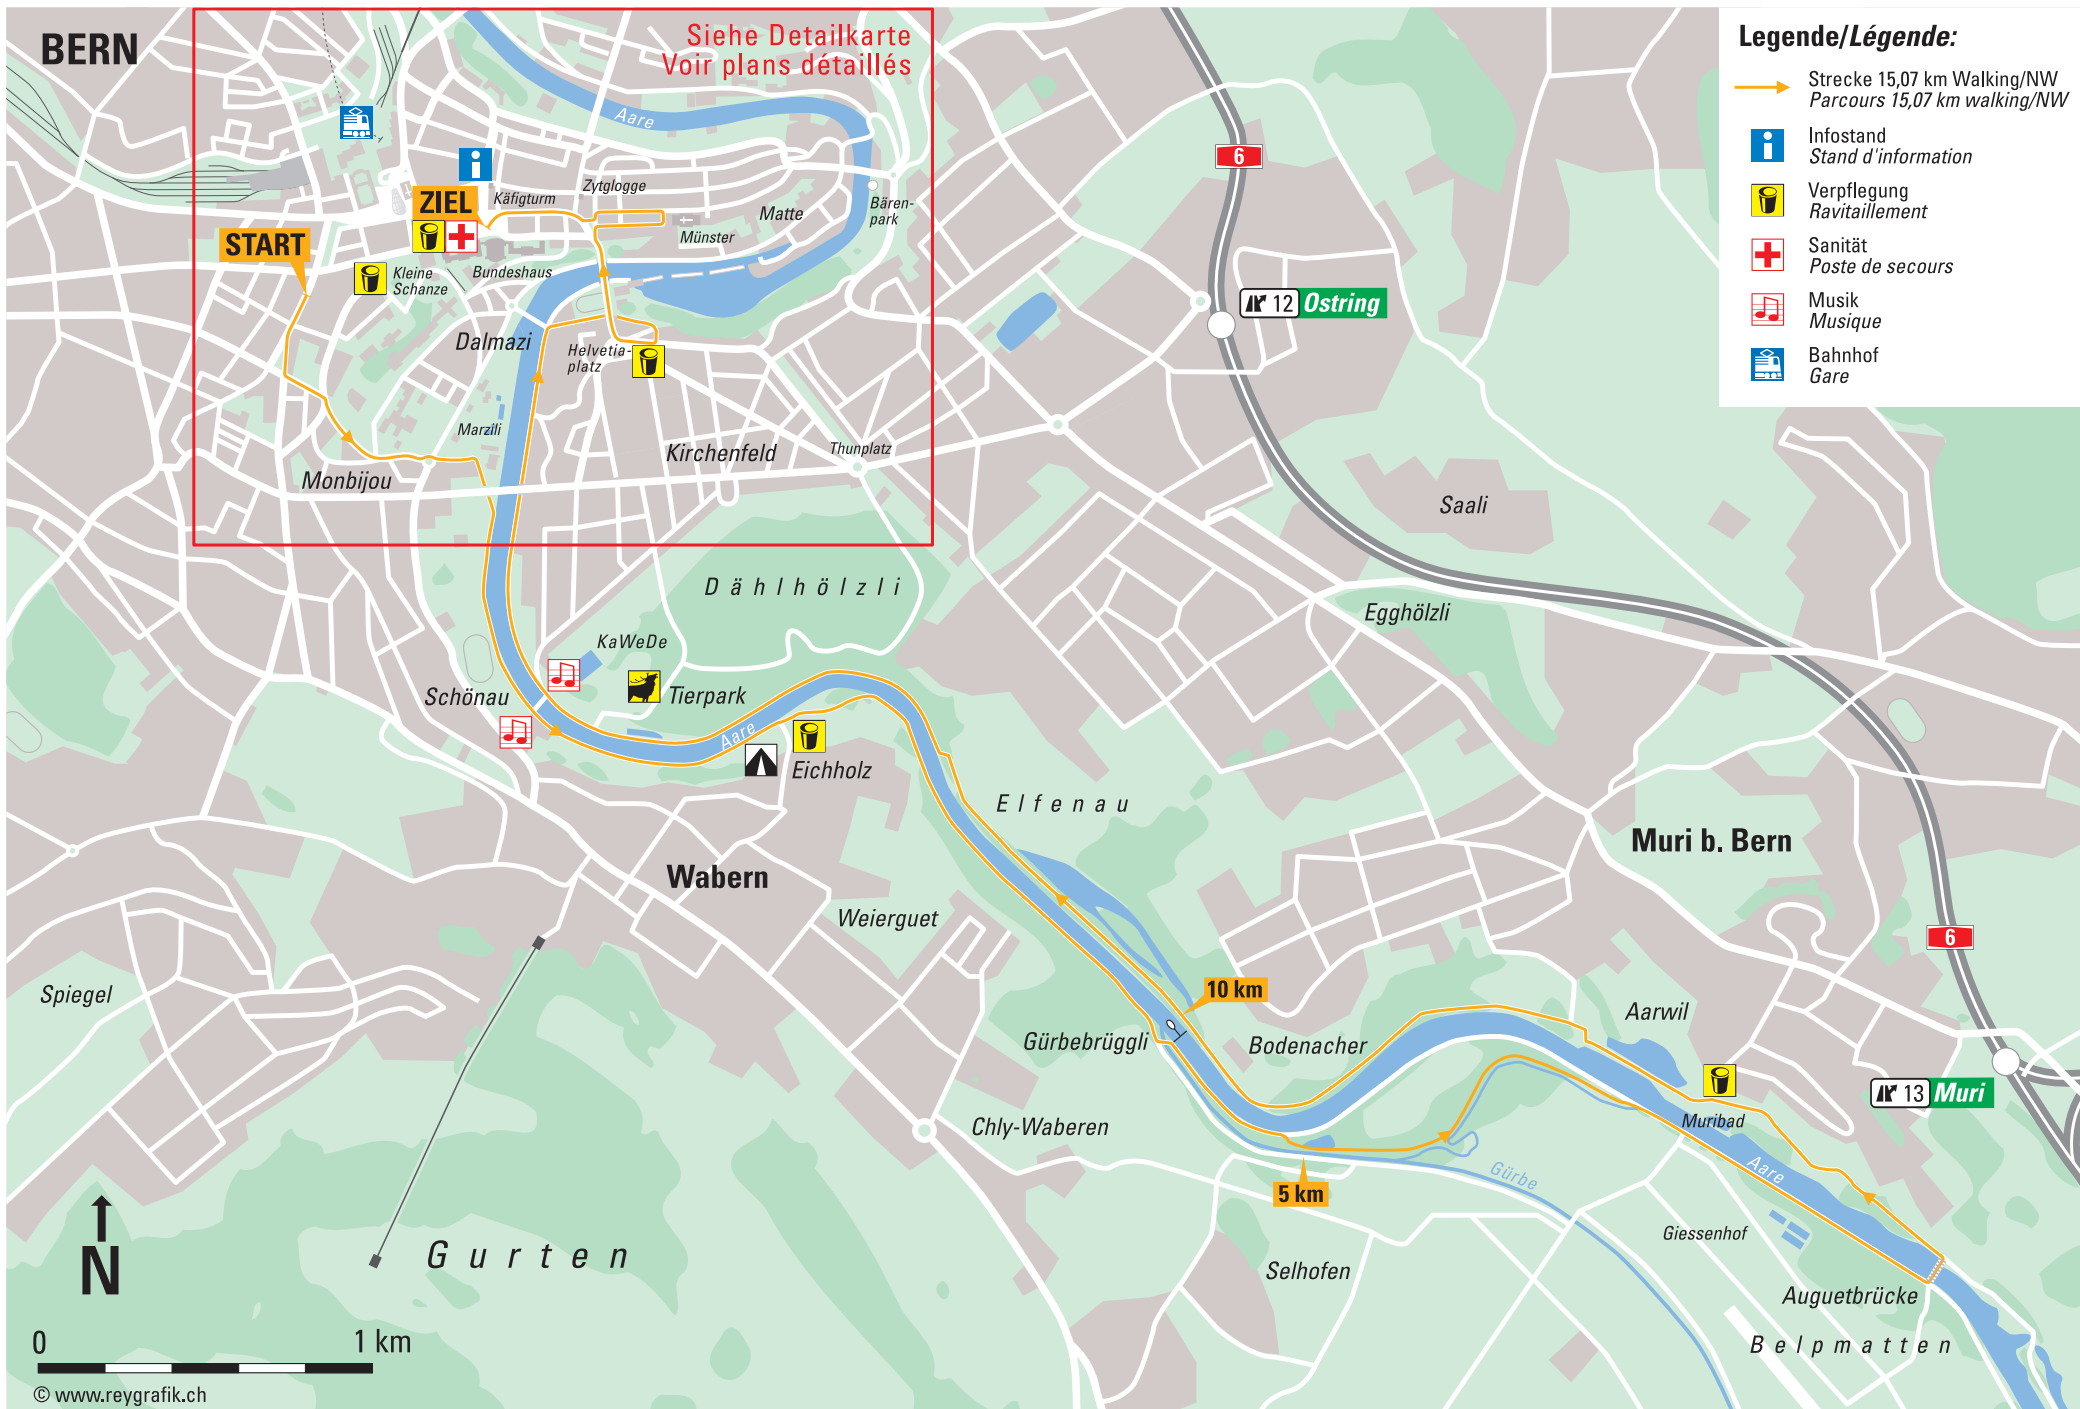 BERN
Siehe Detailkarte
Voir plans détaillés
Legende/Légende:
Strecke 15,07 km Walking/NW
Parcours 15,07 km walking/NW
Infostand
Stand d'information
Verpflegung
Ravitaillement
Sanität
Poste de secours
Musik
Musique
Bahnhof
Gare
Aare
6
Zytglogge
Käfigturm
ZIEL
Matte
Bären-
park
START
Münster
Kleine
Schanze
Bundeshaus
12 Ostring
Dalmazi
Helvetia-
platz
Marzili
Kirchenfeld
Thunplatz
Monbijou
Saali
Dählhölzli
Egghölzli
KaWeDe
Schönau
Tierpark
Aare
Eichholz
Elfenau
Muri b. Bern
Wabern
Weierguet
6
Spiegel
10 km
Aarwil
Gürbebrüggli
Bodenacher
13 Muri
Chly-Waberen
Muribad
Aare
Gürbe
5 km
Giessenhof
Gurten
Selhofen
N
Auguetbrücke
Belpmatten
0 1 km
© www.reygrafik.ch